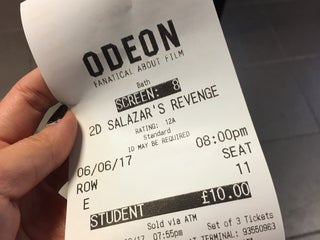 ODEON
FANATICAL ABOUT FILM
Bath
SCREEN: 8
2D SALAZAR'S REVENGE
RATING: 12A
Standard
ID MAY BE REQUIRED
06/06/17 08:00pm
ROW SEAT
E 11
STUDENT £10.00
Sold via ATM
07:55pm Set of 3 Tickets
TERMINAL: 93550963